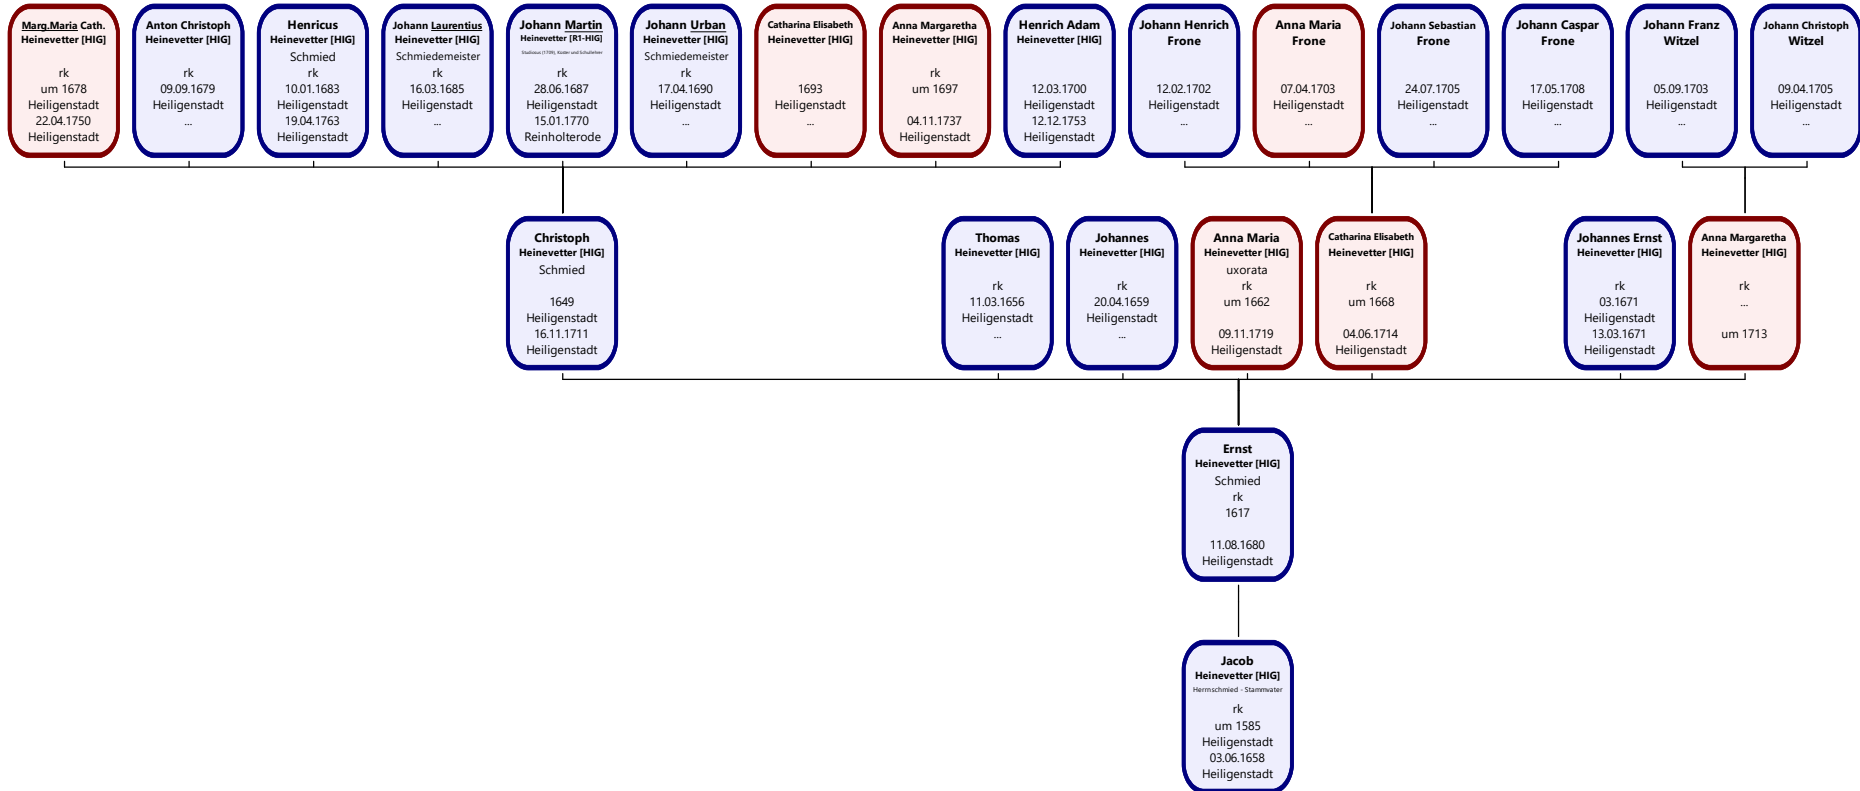 Marg.Maria Cath.
Heinevetter [HIG]
rk
um 1678
Heiligenstadt
22.04.1750
Heiligenstadt
Anton Christoph
Heinevetter [HIG]
rk
09.09.1679
Heiligenstadt
...
Henricus
Heinevetter [HIG]
Schmied
rk
10.01.1683
Heiligenstadt
19.04.1763
Heiligenstadt
Johann Laurentius
Heinevetter [HIG]
Schmiedemeister
rk
16.03.1685
Heiligenstadt
...
Johann Martin
Heinevetter [R1-HIG]
Studiosus (1709), Küster und Schullehrer
rk
28.06.1687
Heiligenstadt
15.01.1770
Reinholterode
Johann Urban
Heinevetter [HIG]
Schmiedemeister
rk
17.04.1690
Heiligenstadt
...
Catharina Elisabeth
Heinevetter [HIG]
1693
Heiligenstadt
...
Anna Margaretha
Heinevetter [HIG]
rk
um 1697
04.11.1737
Heiligenstadt
Henrich Adam
Heinevetter [HIG]
12.03.1700
Heiligenstadt
12.12.1753
Heiligenstadt
Johann Henrich
Frone
12.02.1702
Heiligenstadt
...
Anna Maria
Frone
07.04.1703
Heiligenstadt
...
Johann Sebastian
Frone
24.07.1705
Heiligenstadt
...
Johann Caspar
Frone
17.05.1708
Heiligenstadt
...
Johann Franz
Witzel
05.09.1703
Heiligenstadt
...
Johann Christoph
Witzel
09.04.1705
Heiligenstadt
...
Christoph
Heinevetter [HIG]
Schmied
1649
Heiligenstadt
16.11.1711
Heiligenstadt
Thomas
Heinevetter [HIG]
rk
11.03.1656
Heiligenstadt
...
Johannes
Heinevetter [HIG]
rk
20.04.1659
Heiligenstadt
...
Anna Maria
Heinevetter [HIG]
uxorata
rk
um 1662
09.11.1719
Heiligenstadt
Catharina Elisabeth
Heinevetter [HIG]
rk
um 1668
04.06.1714
Heiligenstadt
Johannes Ernst
Heinevetter [HIG]
rk
03.1671
Heiligenstadt
13.03.1671
Heiligenstadt
Anna Margaretha
Heinevetter [HIG]
rk
...
um 1713
Ernst
Heinevetter [HIG]
Schmied
rk
1617
11.08.1680
Heiligenstadt
Jacob
Heinevetter [HIG]
Herrnschmied - Stammvater
rk
um 1585
Heiligenstadt
03.06.1658
Heiligenstadt